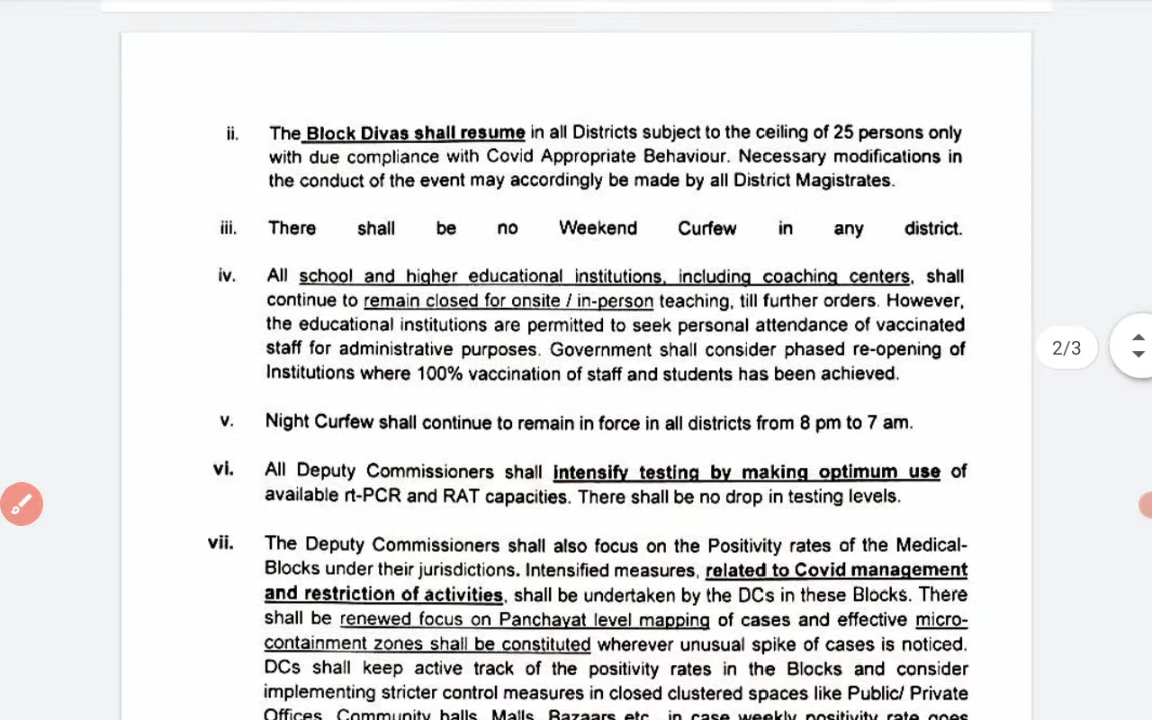 ii. The Block Divas shall resume in all Districts subject to the ceiling of 25 persons only
with due compliance with Covid Appropriate Behaviour. Necessary modifications in
the conduct of the event may accordingly be made by all District Magistrates.
iii. There shall be no Weekend Curfew in any district.
iv. All school and higher educational institutions, including coaching centers, shall
continue to remain closed for onsite / in-person teaching, till further orders. However,
the educational institutions are permitted to seek personal attendance of vaccinated
staff for administrative purposes. Government shall consider phased re-opening of
Institutions where 100% vaccination of staff and students has been achieved.
2/3
v. Night Curfew shall continue to remain in force in all districts from 8 pm to 7 am.
vi. All Deputy Commissioners shall intensify testing by making optimum use of
available rt-PCR and RAT capacities. There shall be no drop in testing levels.
vii. The Deputy Commissioners shall also focus on the Positivity rates of the Medical-
Blocks under their jurisdictions. Intensified measures, related to Covid management
and restriction of activities, shall be undertaken by the DCs in these Blocks. There
shall be renewed focus on Panchayat level mapping of cases and effective micro-
containment zones shall be constituted wherever unusual spike of cases is noticed.
DCs shall keep active track of the positivity rates in the Blocks and consider
implementing stricter control measures in closed clustered spaces like Public/ Private
Offices, Community halls, Malls, Bazaars etc., in case weekly positivity rate goes